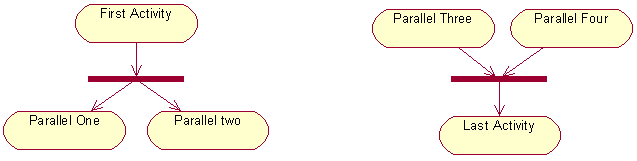 First Activity
Parallel One
Parallel two
Parallel Three
Parallel Four
Last Activity